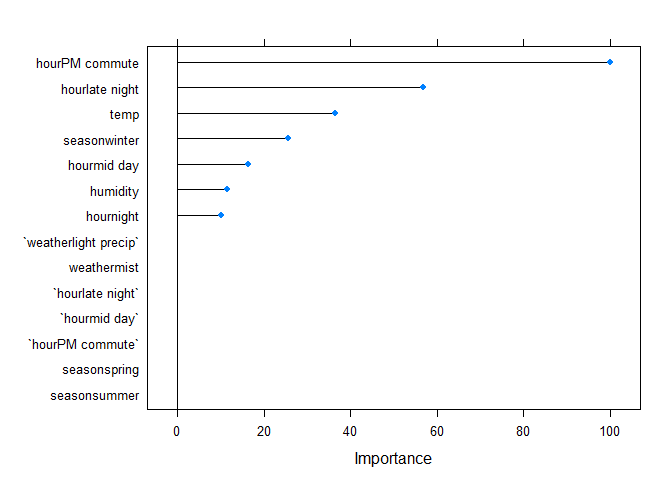 hourPM commute
hourlate night
temp
seasonwinter
hourmid day
humidity
hournight
`weatherlight precip`
weathermist
`hourlate night`
`hourmid day`
`hourPM commute`
seasonspring
seasonsummer
0 20 40 60 80 100
Importance